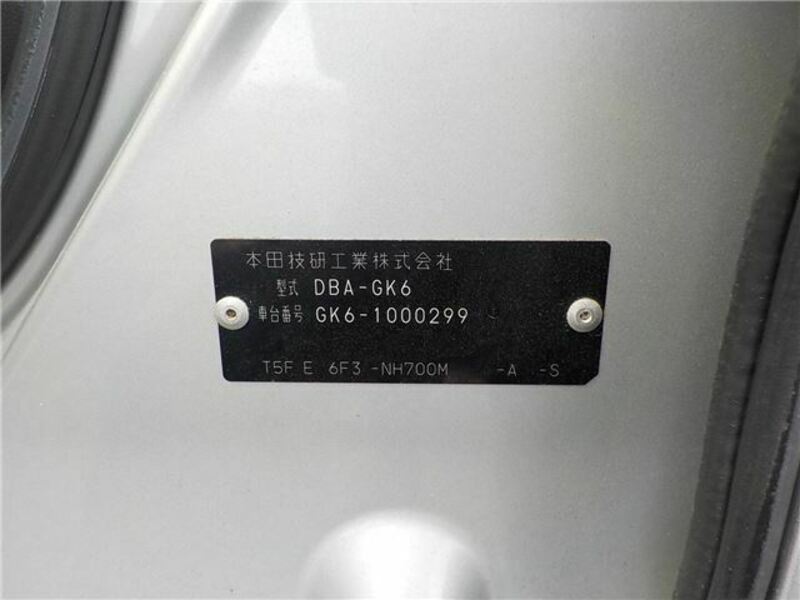 本田技研工業株式会社
型式 DBA-GK6
車台番号 GK6-1000299
T5F E 6F3 -NH700M -A -S